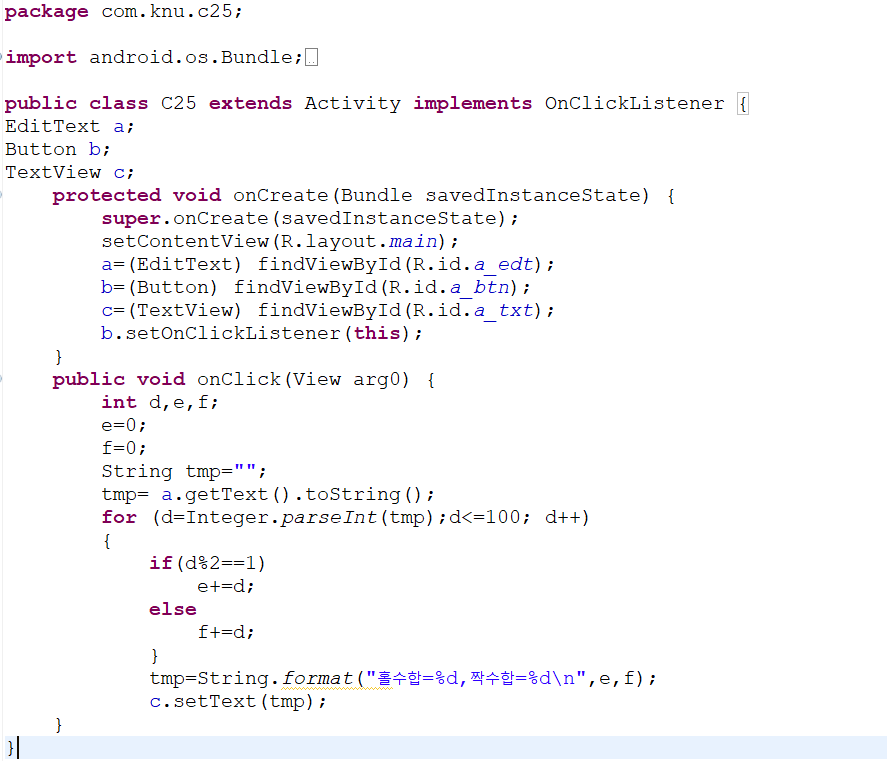 package com.knu.c25;
import android.os.Bundle;
public class C25 extends Activity implements OnClickListener {
EditText a;
Button b;
TextView c;
protected void onCreate(Bundle savedInstanceState) {
super.onCreate(savedInstanceState);
setContentView(R.layout.main);
a=(EditText) findViewById(R.id.a_edt);
b=(Button) findViewById(R.id.a_btn);
c=(TextView) findViewById(R.id.a_txt);
b.setOnClickListener(this);
}
public void onClick(View arg0) {
int d,e,f;
e=0;
f=0;
String tmp="";
tmp= a.getText().toString();
for (d=Integer.parseInt(tmp);d<=100; d++)
{
if(d%2==1)
e+=d;
else
f+=d;
}
tmp=String.format("홀수합=%d,짝수합=%d\n",e,f);
c.setText(tmp);
}
}